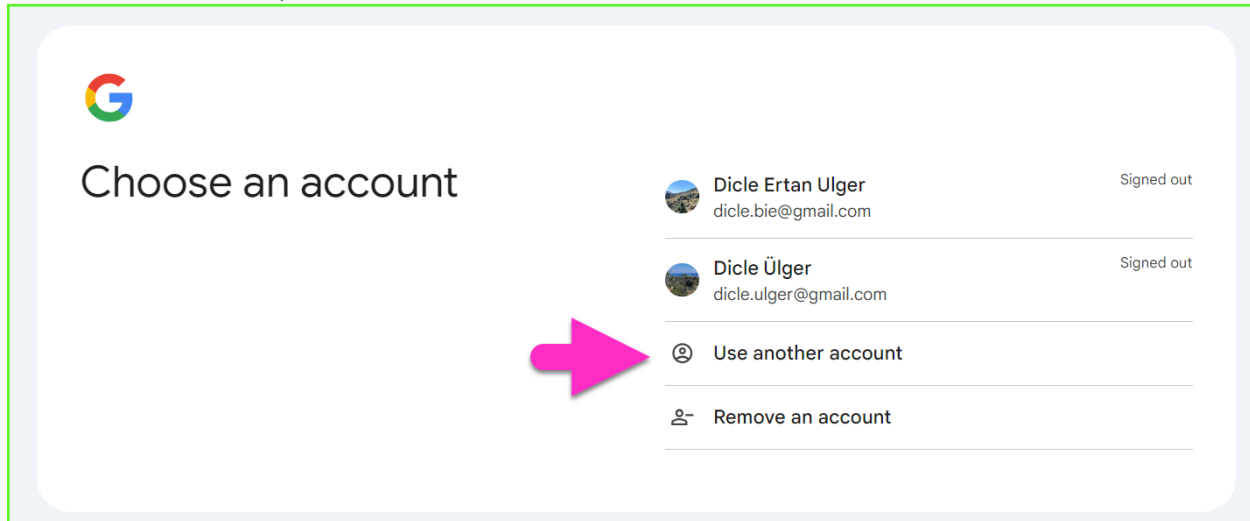 Choose an account
Dicle Ertan Ulger
Signed out
dicle.bie@gmail.com
Dicle Ülger
Signed out
dicle.ulger@gmail.com
Use another account
Remove an account